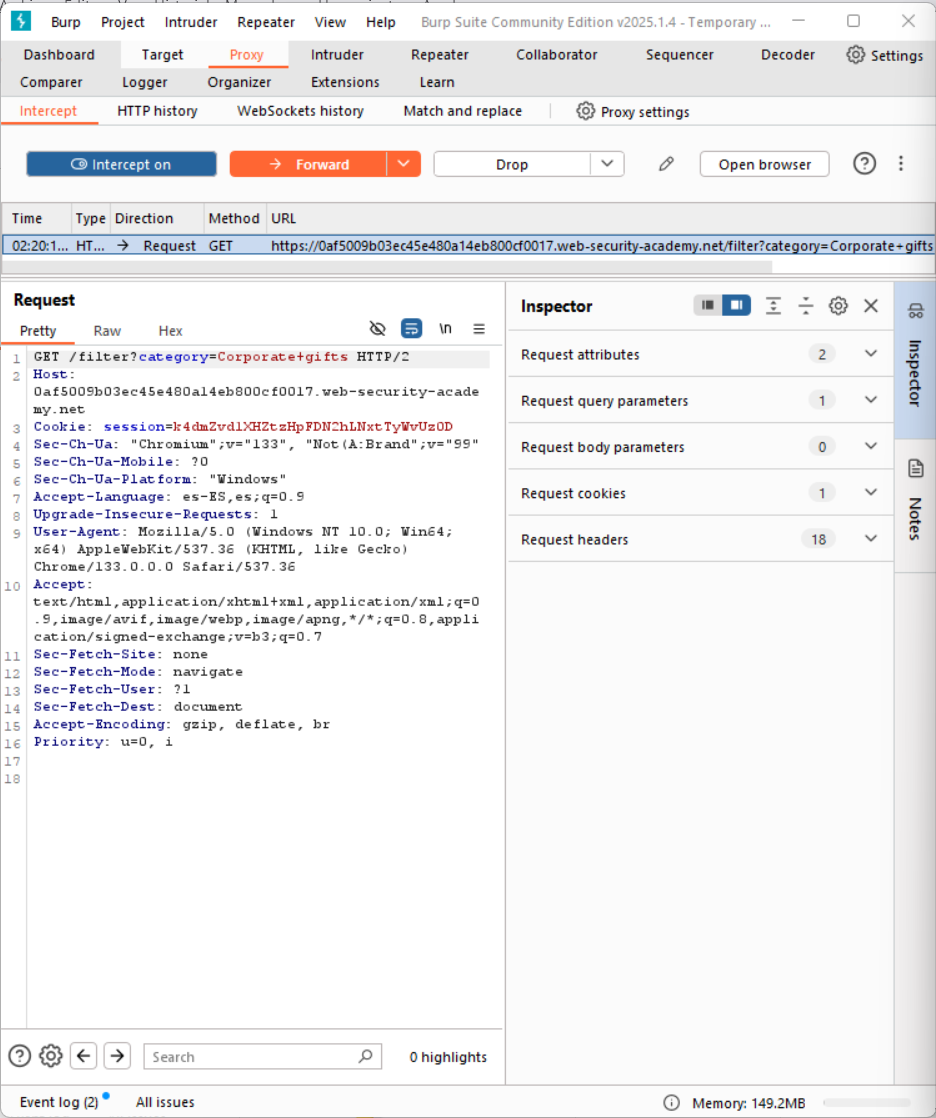 Burp Project Intruder Repeater View Help Burp Suite Community Edition v2025.1.4 - Temporary ...
Dashboard Target Proxy Intruder Repeater Collaborator Sequencer Decoder Settings
Comparer Logger Organizer Extensions Learn
Intercept HTTP history WebSockets history Match and replace Proxy settings
Intercept on Forward Drop Open browser
Time Type Direction Method URL
02:20:1... HT... → Request GET https://0af5009b03ec45e480a14eb800cf0017.web-security-academy.net/filter?category=Corporate+gifts
Request
Pretty Raw Hex \n
1 GET /filter?category=Corporate+gifts HTTP/2
2 Host:
0af5009b03ec45e480a14eb800cf0017.web-security-acade
my.net
3 Cookie: session=k4dmZvdlXHZtzHpFDN2hLNxtTyWvUz0D
4 Sec-Ch-Ua: "Chromium";v="133", "Not(A:Brand";v="99"
5 Sec-Ch-Ua-Mobile: ?0
6 Sec-Ch-Ua-Platform: "Windows"
7 Accept-Language: es-ES,es;q=0.9
8 Upgrade-Insecure-Requests: 1
9 User-Agent: Mozilla/5.0 (Windows NT 10.0; Win64;
x64) AppleWebKit/537.36 (KHTML, like Gecko)
Chrome/133.0.0.0 Safari/537.36
10 Accept:
text/html,application/xhtml+xml,application/xml;q=0
.9,image/avif,image/webp,image/apng,*/*;q=0.8,appli
cation/signed-exchange;v=b3;q=0.7
11 Sec-Fetch-Site: none
12 Sec-Fetch-Mode: navigate
13 Sec-Fetch-User: ?1
14 Sec-Fetch-Dest: document
15 Accept-Encoding: gzip, deflate, br
16 Priority: u=0, i
17
18
Inspector
Request attributes 2
Request query parameters 1
Request body parameters 0
Request cookies 1
Request headers 18
Inspector
Notes
Search 0 highlights
Event log (2) All issues Memory: 149.2MB